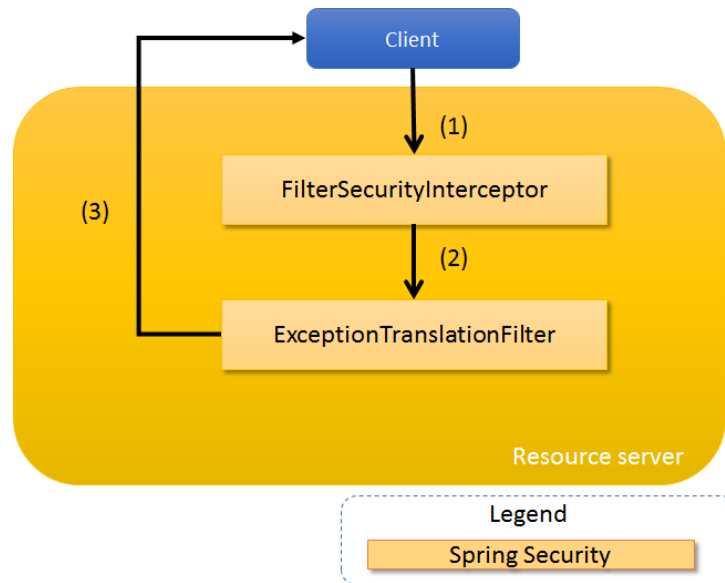 Client
(1)
FilterSecurityInterceptor
(3)
(2)
ExceptionTranslationFilter
Resource server
Legend
Spring Security